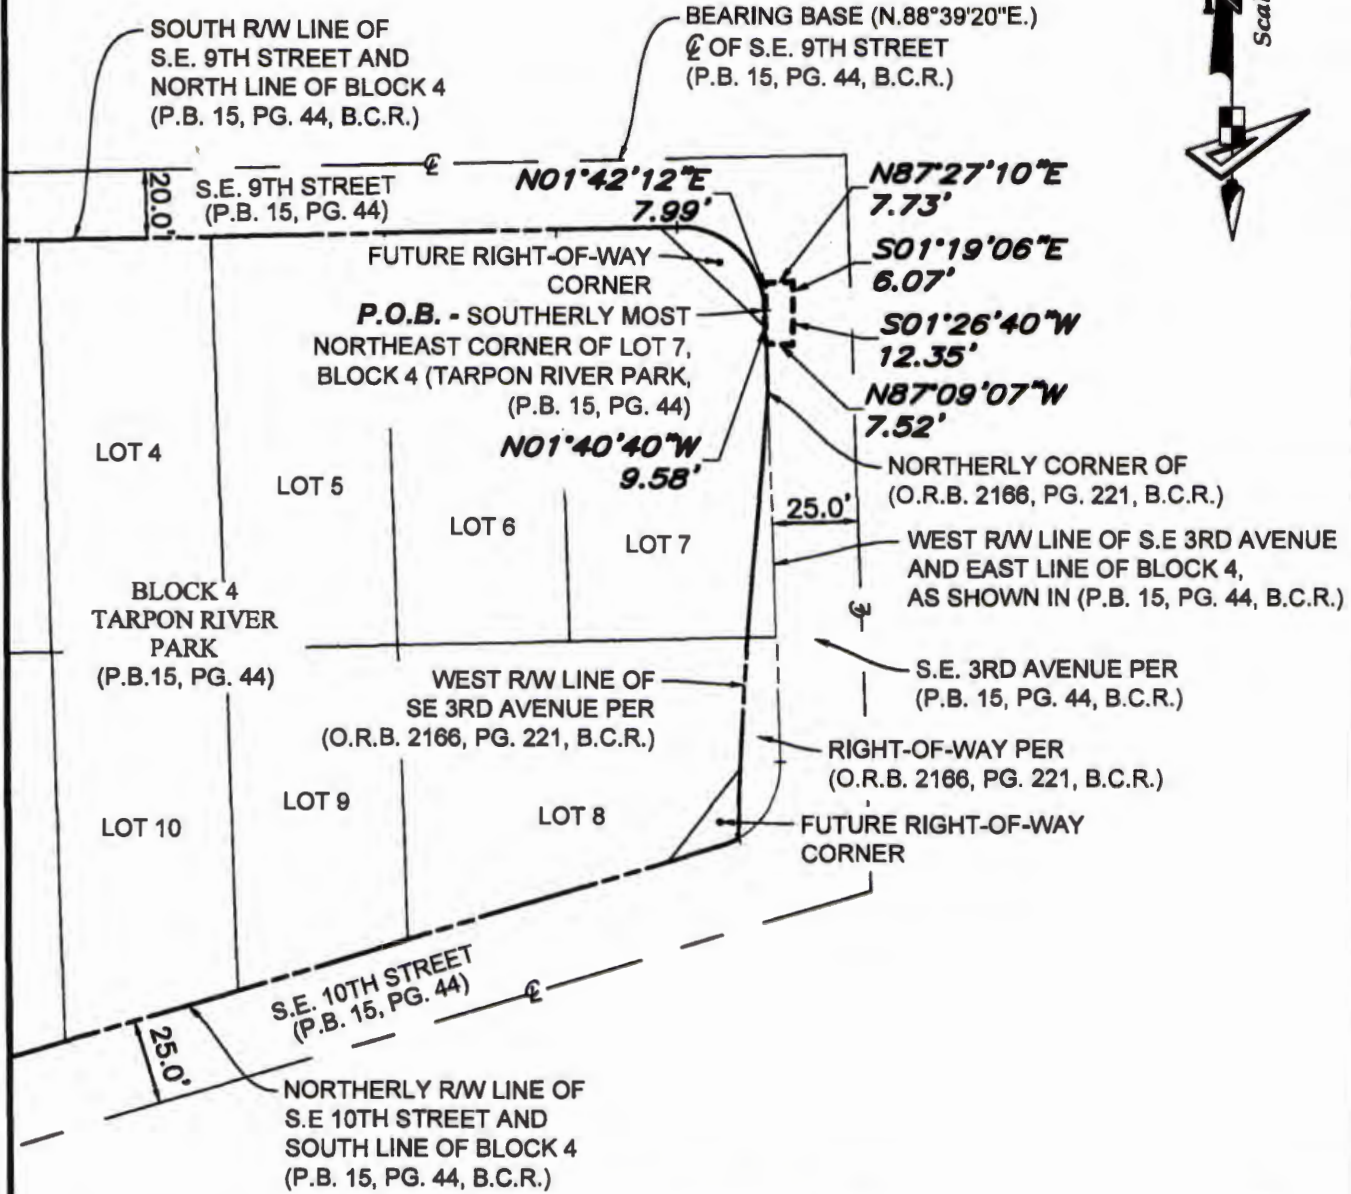 SOUTH R/W LINE OF
S.E. 9TH STREET AND
NORTH LINE OF BLOCK 4
(P.B. 15, PG. 44, B.C.R.)
BEARING BASE (N.88°39'20"E.)
℄ OF S.E. 9TH STREET
(P.B. 15, PG. 44, B.C.R.)
℄
20.0'
S.E. 9TH STREET
(P.B. 15, PG. 44)
N01°42'12"E
7.99'
N87°27'10"E
7.73'
S01°19'06"E
6.07'
S01°26'40"W
12.35'
N87°09'07"W
7.52'
FUTURE RIGHT-OF-WAY
CORNER
P.O.B. - SOUTHERLY MOST
NORTHEAST CORNER OF LOT 7,
BLOCK 4 (TARPON RIVER PARK,
(P.B. 15, PG. 44)
N01°40'40"W
9.58'
NORTHERLY CORNER OF
(O.R.B. 2166, PG. 221, B.C.R.)
25.0'
WEST R/W LINE OF S.E 3RD AVENUE
AND EAST LINE OF BLOCK 4,
AS SHOWN IN (P.B. 15, PG. 44, B.C.R.)
LOT 4
LOT 5
LOT 6
LOT 7
℄
BLOCK 4
TARPON RIVER
PARK
(P.B.15, PG. 44)
S.E. 3RD AVENUE PER
(P.B. 15, PG. 44, B.C.R.)
WEST R/W LINE OF
SE 3RD AVENUE PER
(O.R.B. 2166, PG. 221, B.C.R.)
RIGHT-OF-WAY PER
(O.R.B. 2166, PG. 221, B.C.R.)
LOT 10
LOT 9
LOT 8
FUTURE RIGHT-OF-WAY
CORNER
S.E. 10TH STREET
(P.B. 15, PG. 44)
℄
25.0'
NORTHERLY R/W LINE OF
S.E 10TH STREET AND
SOUTH LINE OF BLOCK 4
(P.B. 15, PG. 44, B.C.R.)